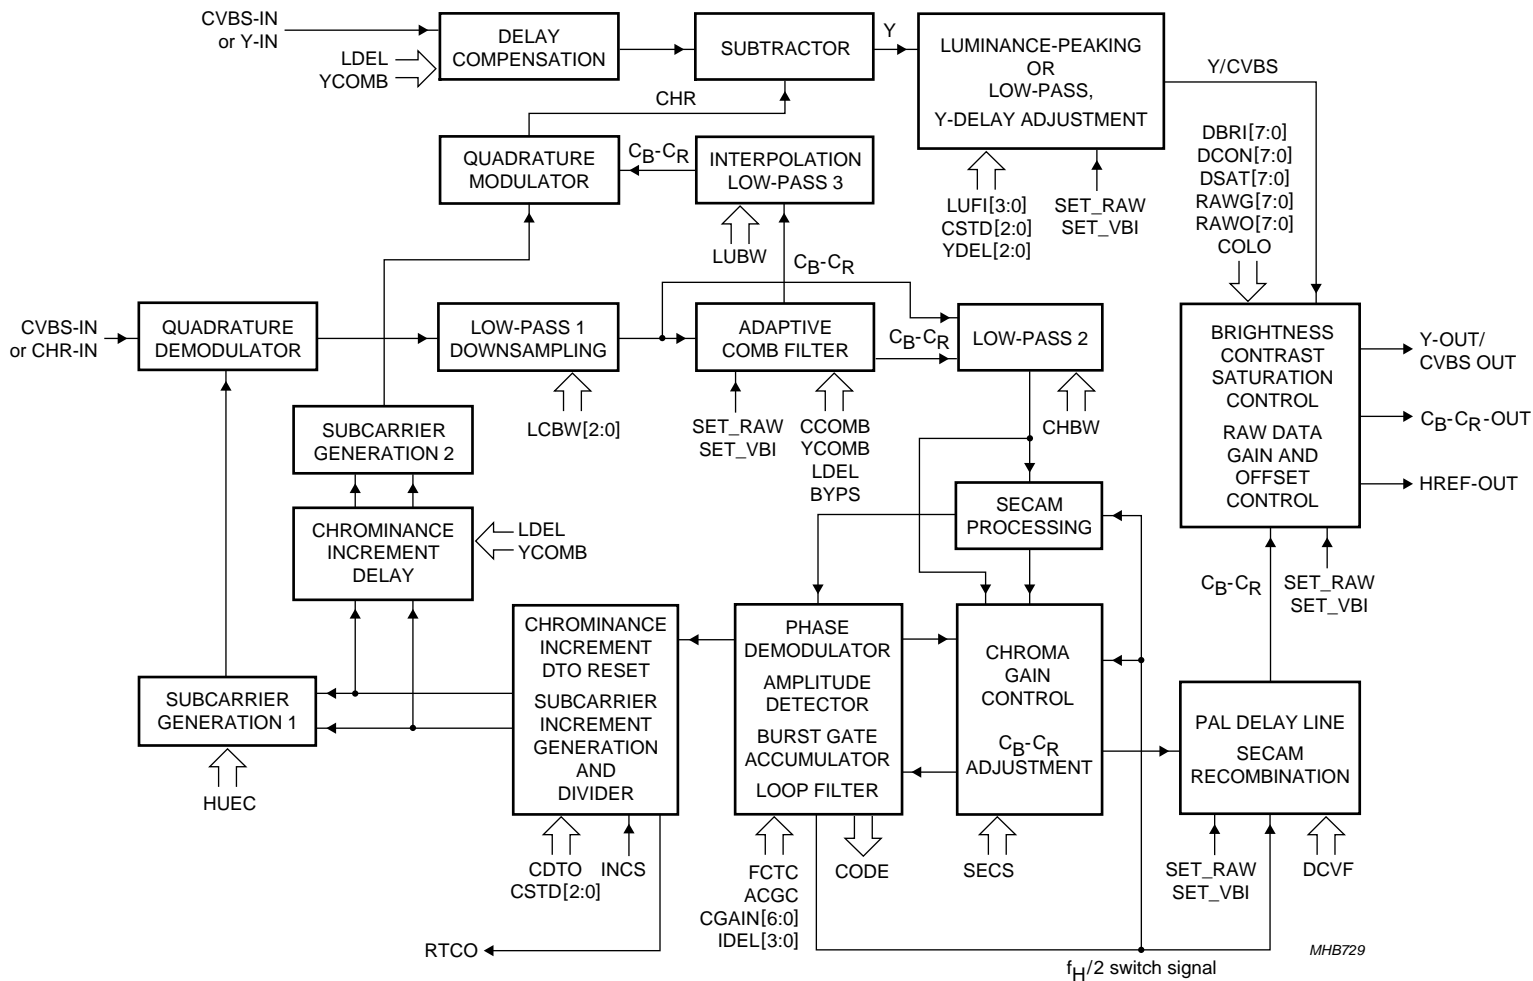 CVBS-IN
or Y-IN
LDEL
YCOMB
DELAY
COMPENSATION
SUBTRACTOR
Y
LUMINANCE-PEAKING
OR
LOW-PASS,
Y-DELAY ADJUSTMENT
Y/CVBS
CHR
QUADRATURE
MODULATOR
CB-CR
INTERPOLATION
LOW-PASS 3
LUBW
CB-CR
LUFI[3:0]
CSTD[2:0]
YDEL[2:0]
SET_RAW
SET_VBI
DBRI[7:0]
DCON[7:0]
DSAT[7:0]
RAWG[7:0]
RAWO[7:0]
COLO
CVBS-IN
or CHR-IN
QUADRATURE
DEMODULATOR
LOW-PASS 1
DOWNSAMPLING
LCBW[2:0]
ADAPTIVE
COMB FILTER
CB-CR
SET_RAW
SET_VBI
CCOMB
YCOMB
LDEL
BYPS
LOW-PASS 2
CHBW
BRIGHTNESS
CONTRAST
SATURATION
CONTROL
RAW DATA
GAIN AND
OFFSET
CONTROL
Y-OUT/
CVBS OUT
CB-CR-OUT
HREF-OUT
SUBCARRIER
GENERATION 2
CHROMINANCE
INCREMENT
DELAY
LDEL
YCOMB
SECAM
PROCESSING
CB-CR
SET_RAW
SET_VBI
SUBCARRIER
GENERATION 1
HUEC
CHROMINANCE
INCREMENT
DTO RESET
SUBCARRIER
INCREMENT
GENERATION
AND
DIVIDER
CDTO
CSTD[2:0]
INCS
RTCO
PHASE
DEMODULATOR
AMPLITUDE
DETECTOR
BURST GATE
ACCUMULATOR
LOOP FILTER
FCTC
ACGC
CGAIN[6:0]
IDEL[3:0]
CODE
CHROMA
GAIN
CONTROL
CB-CR
ADJUSTMENT
SECS
PAL DELAY LINE
SECAM
RECOMBINATION
SET_RAW
SET_VBI
DCVF
fH/2 switch signal
MHB729